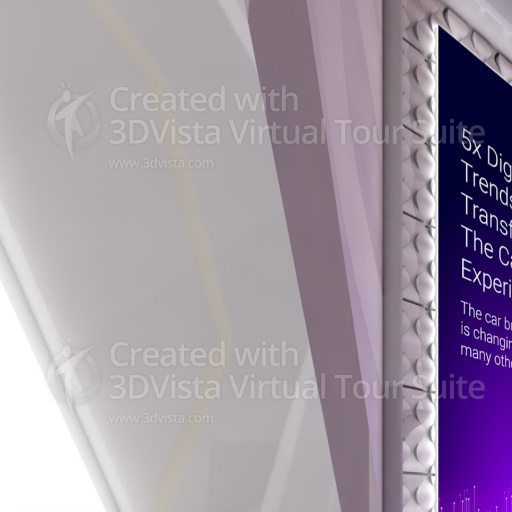 Created with
3DVista Virtual Tour Suite
www.3dvista.com
5x Dig
Trends
Transf
The Ca
Experi
The car b
is changin
many othe
Created with
3DVista Virtual Tour Suite
www.3dvista.com